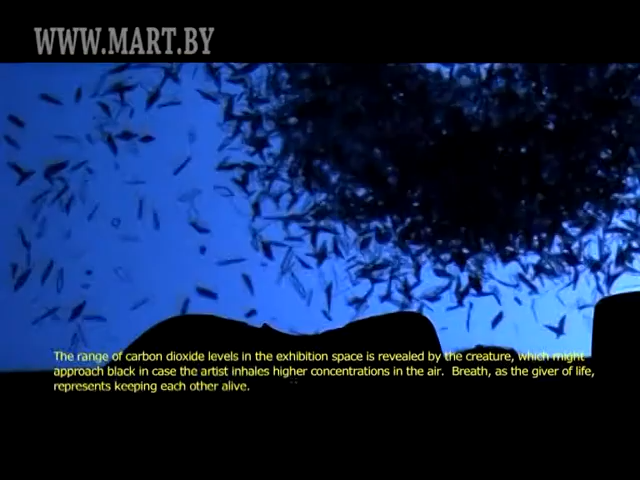 WWW.MART.BY
The range of carbon dioxide levels in the exhibition space is revealed by the creature, which might
approach black in case the artist inhales higher concentrations in the air.  Breath, as the giver of life,
represents keeping each other alive.